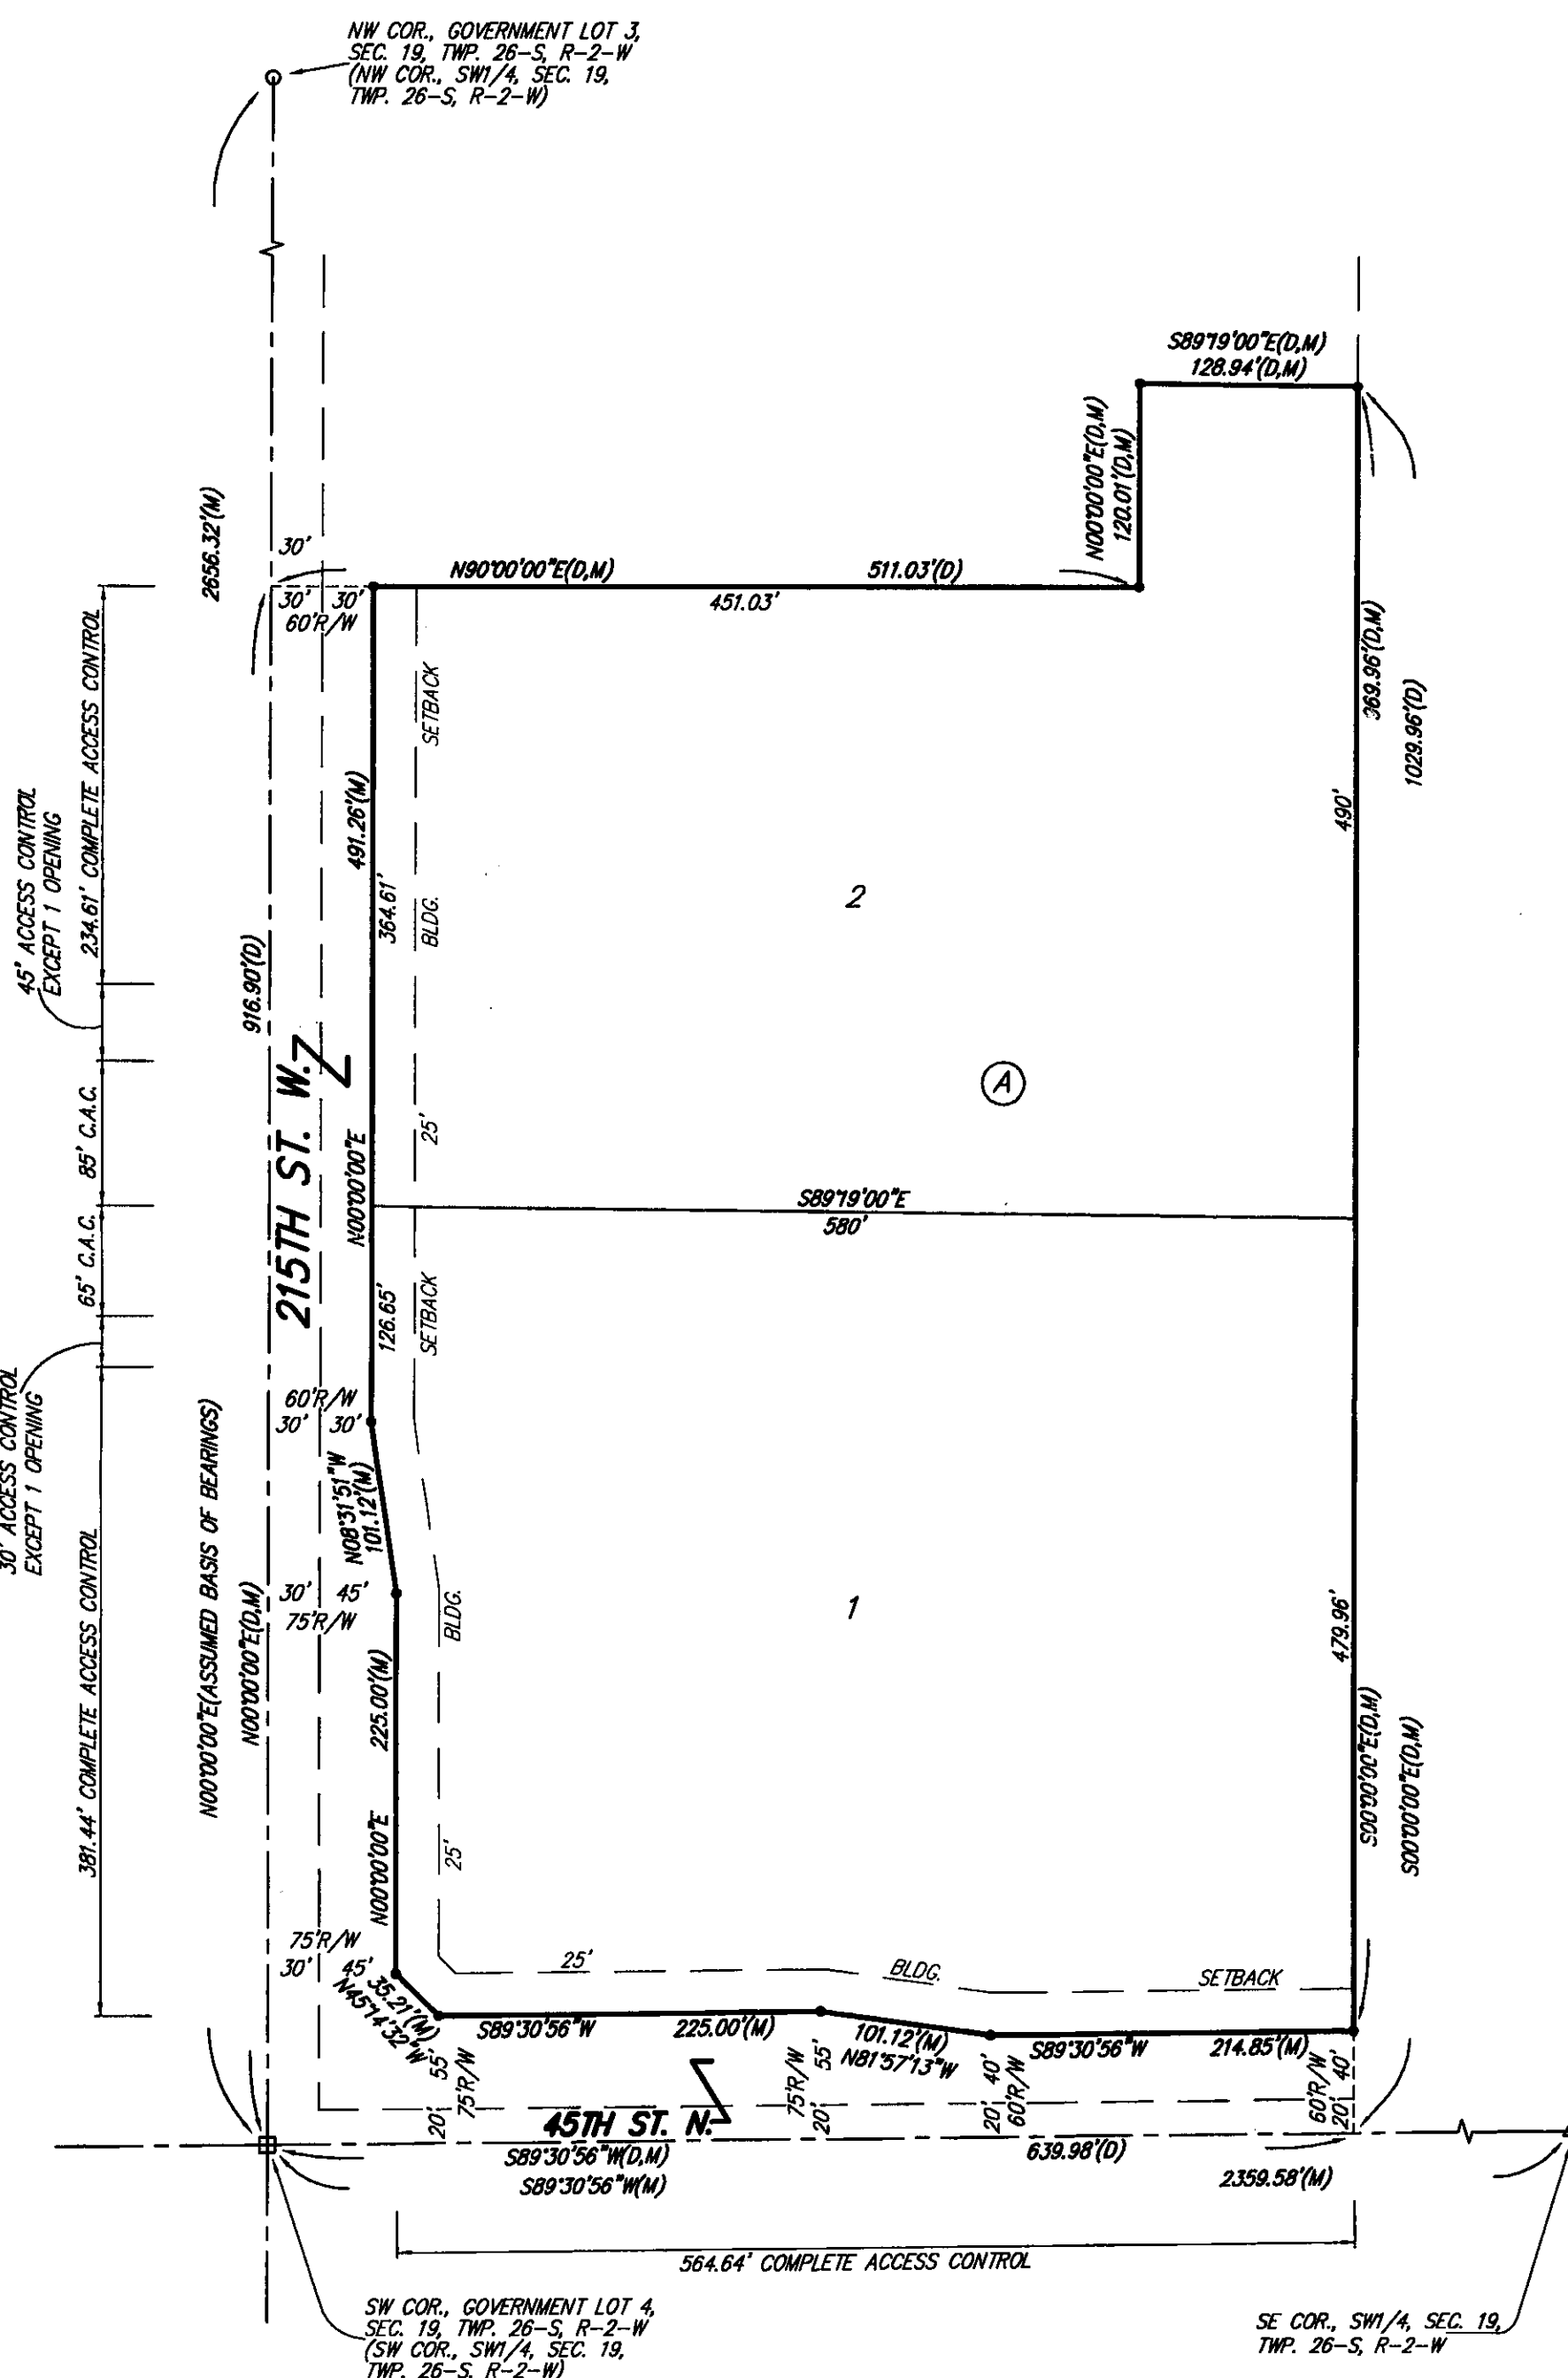 NW COR., GOVERNMENT LOT 3,
SEC. 19, TWP. 26-S, R-2-W
(NW COR., SW1/4, SEC. 19,
TWP. 26-S, R-2-W)
S89°19'00"E(D,M)
128.94'(D,M)
N00°00'00"E(D,M)
120.01'(D,M)
2656.32'(M)
30'
N90°00'00"E(D,M)
511.03'(D)
451.03'
30' 30'
60'R/W
969.96'(D,M)
1029.96'(D)
490'
234.61' COMPLETE ACCESS CONTROL
45' ACCESS CONTROL
EXCEPT 1 OPENING
85' C.A.C.
65' C.A.C.
30' ACCESS CONTROL
EXCEPT 1 OPENING
381.44' COMPLETE ACCESS CONTROL
916.90'(D)
491.26'(M)
364.61'
SETBACK
BLDG.
25'
2
A
215TH ST. W.
N00°00'00"E
S89°19'00"E
580'
126.65'
SETBACK
60'R/W
30' 30'
N08°31'51"W
101.12'(M)
30' 45'
75'R/W
BLDG.
1
479.96'
N00°00'00"E(ASSUMED BASIS OF BEARINGS)
N00°00'00"E(D,M)
225.00'(M)
N00°00'00"E
25'
S00°00'00"E(D,M)
S00°00'00"E(D,M)
75'R/W
30' 45'
35.21'(M)
N45°14'32"W
25'
BLDG.
SETBACK
S89°30'56"W
225.00'(M)
101.12'(M)
N81°57'13"W
S89°30'56"W
214.85'(M)
20' 55'
75'R/W
75'R/W
20' 55'
20' 40'
60'R/W
60'R/W
20' 40'
45TH ST. N.
S89°30'56"W(D,M)
639.98'(D)
S89°30'56"W(M)
2359.58'(M)
564.64' COMPLETE ACCESS CONTROL
SW COR., GOVERNMENT LOT 4,
SEC. 19, TWP. 26-S, R-2-W
(SW COR., SW1/4, SEC. 19,
TWP. 26-S, R-2-W)
SE COR., SW1/4, SEC. 19,
TWP. 26-S, R-2-W